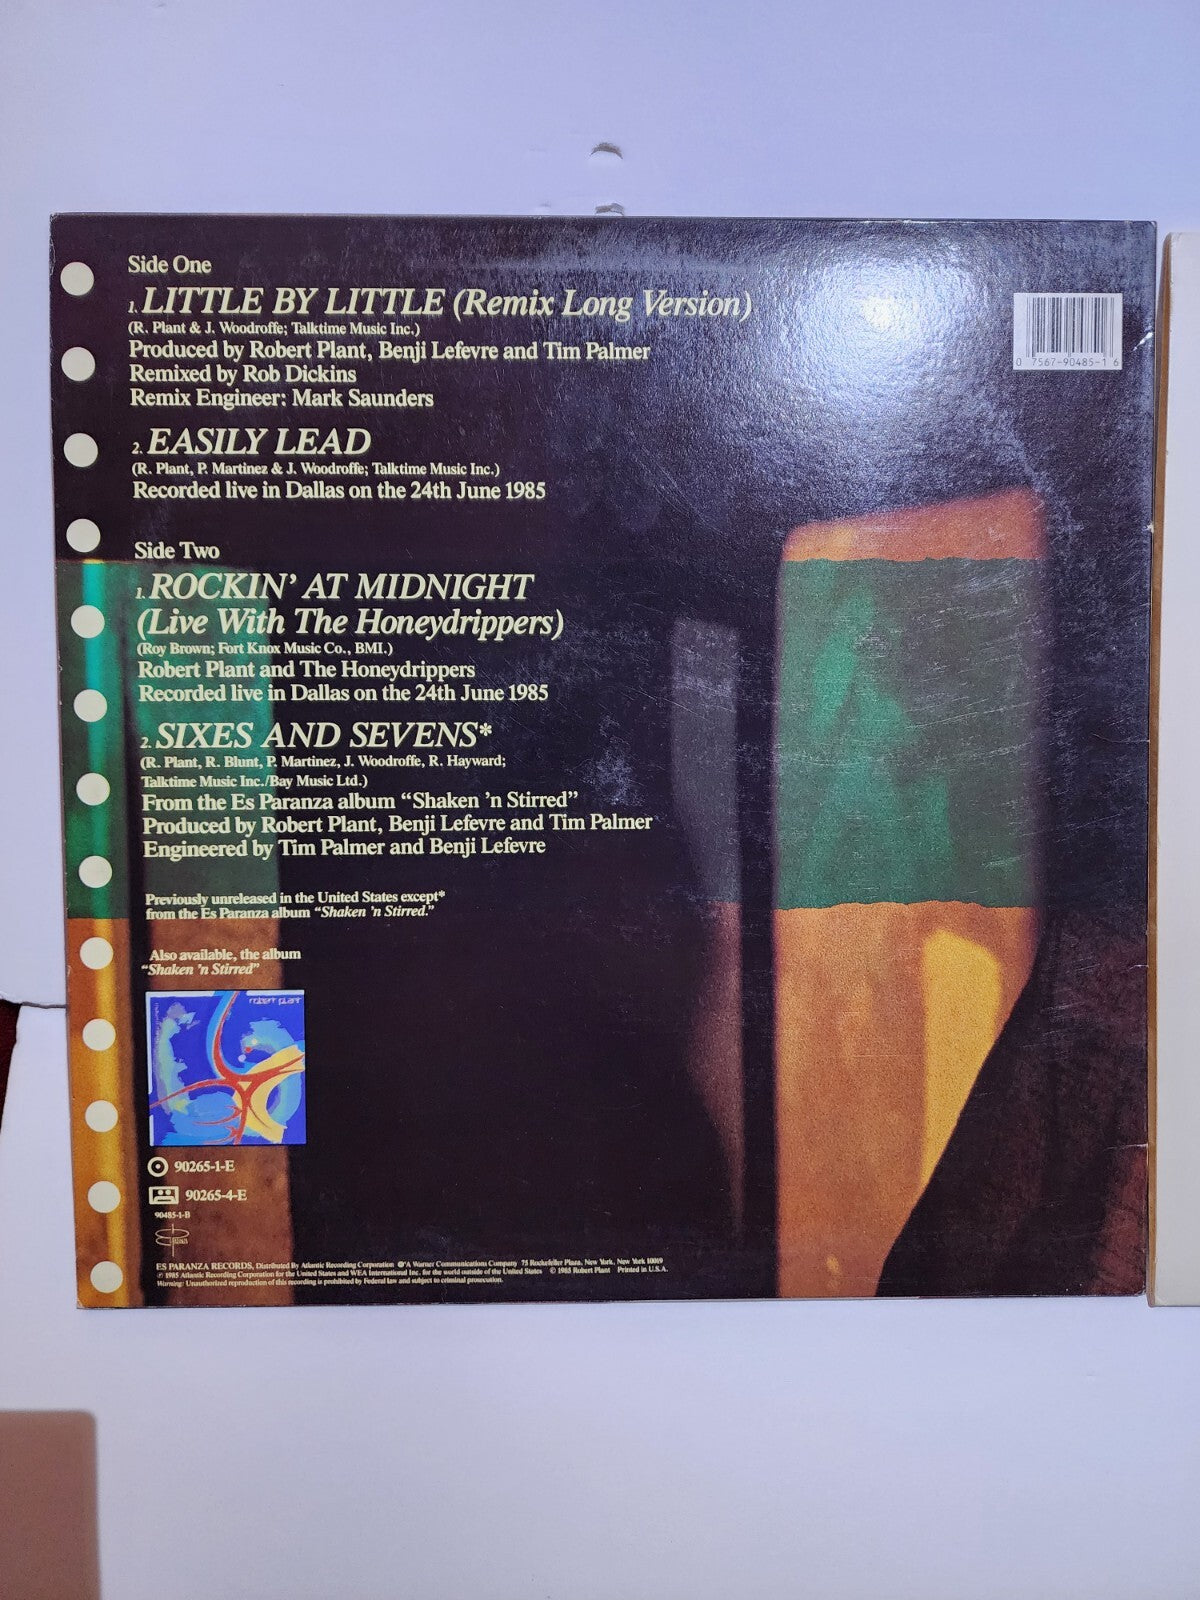 Side One
1. LITTLE BY LITTLE (Remix Long Version)
(R. Plant & J. Woodroffe; Talktime Music Inc.)
Produced by Robert Plant, Benji Lefevre and Tim Palmer
Remixed by Rob Dickins
Remix Engineer: Mark Saunders
2. EASILY LEAD
(R. Plant, P. Martinez & J. Woodroffe; Talktime Music Inc.)
Recorded live in Dallas on the 24th June 1985
0 7567-90485-1 6
Side Two
1. ROCKIN' AT MIDNIGHT
(Live With The Honeydrippers)
(Roy Brown; Fort Knox Music Co., BMI.)
Robert Plant and The Honeydrippers
Recorded live in Dallas on the 24th June 1985
2. SIXES AND SEVENS*
(R. Plant, R. Blunt, P. Martinez, J. Woodroffe, R. Hayward;
Talktime Music Inc./Bay Music Ltd.)
From the Es Paranza album “Shaken 'n Stirred”
Produced by Robert Plant, Benji Lefevre and Tim Palmer
Engineered by Tim Palmer and Benji Lefevre
Previously unreleased in the United States except*
from the Es Paranza album “Shaken 'n Stirred.”
Also available, the album
“Shaken 'n Stirred”
robert plant
90265-1-E
90265-4-E
90485-1-B
ES PARANZA RECORDS, Distributed By Atlantic Recording Corporation A Warner Communications Company 75 Rockefeller Plaza, New York, New York 10019
℗ 1985 Atlantic Recording Corporation for the United States and WEA International Inc. for the world outside of the United States © 1985 Robert Plant Printed in U.S.A.
Warning: Unauthorized reproduction of this recording is prohibited by Federal law and subject to criminal prosecution.